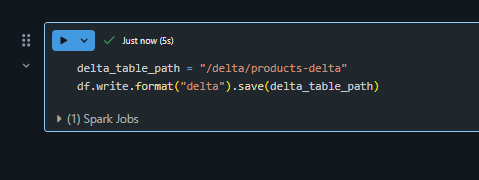 Just now (5s)
delta_table_path = "/delta/products-delta"
df.write.format("delta").save(delta_table_path)
(1) Spark Jobs